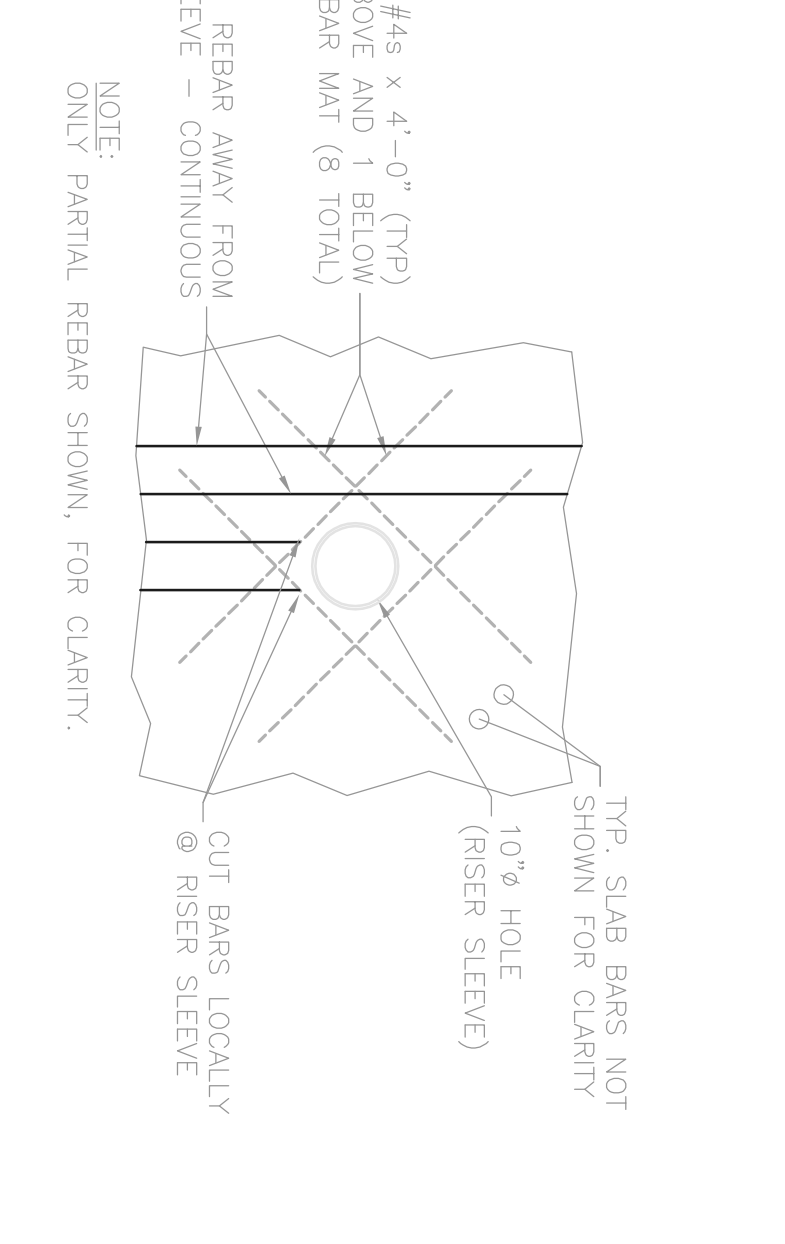 TYP. SLAB BARS NOT
SHOWN FOR CLARITY
10"ø HOLE
(RISER SLEEVE)
#4s x 4'-0" (TYP)
BOVE AND 1 BELOW
BAR MAT (8 TOTAL)
REBAR AWAY FROM
EEVE – CONTINUOUS
CUT BARS LOCALLY
@ RISER SLEEVE
NOTE:
ONLY PARTIAL REBAR SHOWN, FOR CLARITY.